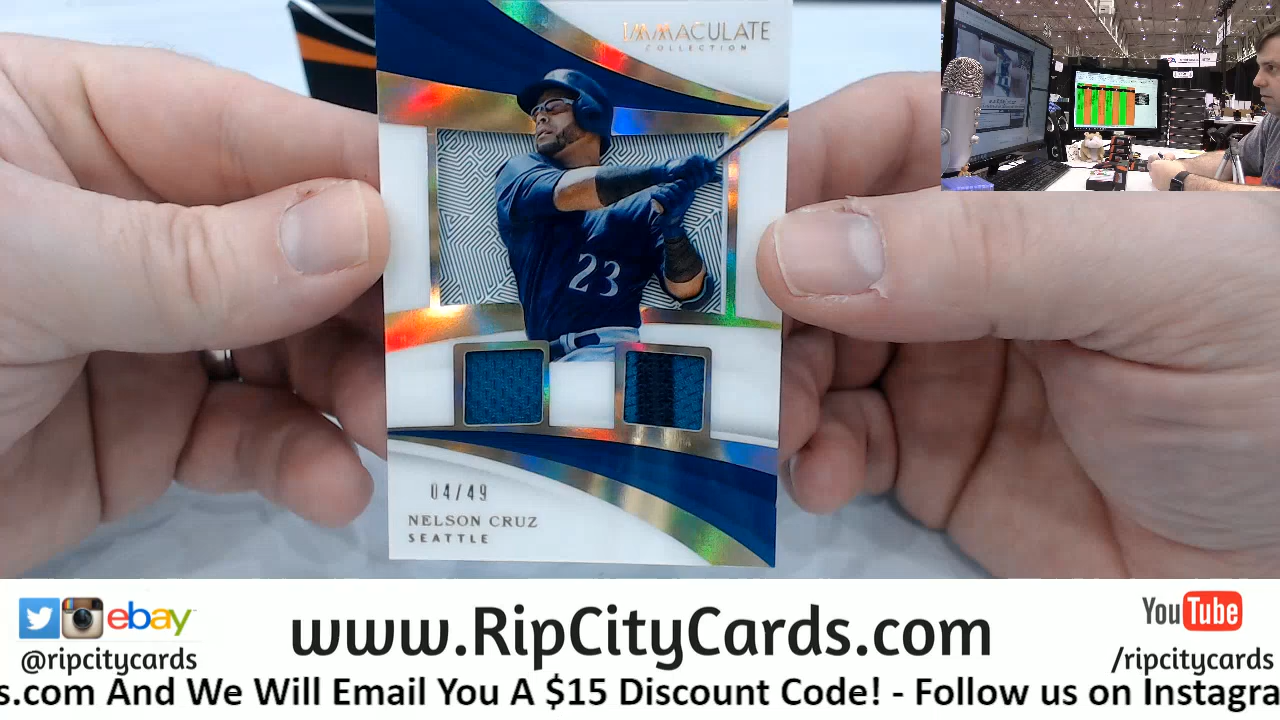 IMMACULATE
COLLECTION
23
04/49
NELSON CRUZ
SEATTLE
ebay
@ripcitycards
www.RipCityCards.com
YouTube
/ripcitycards
s.com And We Will Email You A $15 Discount Code! - Follow us on Instagra